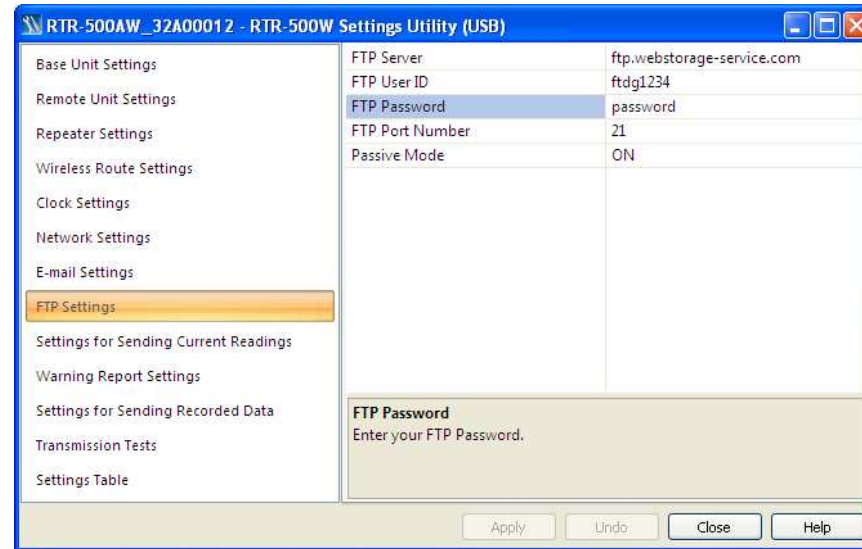 RTR-500AW_32A00012 - RTR-500W Settings Utility (USB)
Base Unit Settings
Remote Unit Settings
Repeater Settings
Wireless Route Settings
Clock Settings
Network Settings
E-mail Settings
FTP Settings
Settings for Sending Current Readings
Warning Report Settings
Settings for Sending Recorded Data
Transmission Tests
Settings Table
FTP Server ftp.webstorage-service.com
FTP User ID ftdg1234
FTP Password password
FTP Port Number 21
Passive Mode ON
FTP Password
Enter your FTP Password.
Apply Undo Close Help